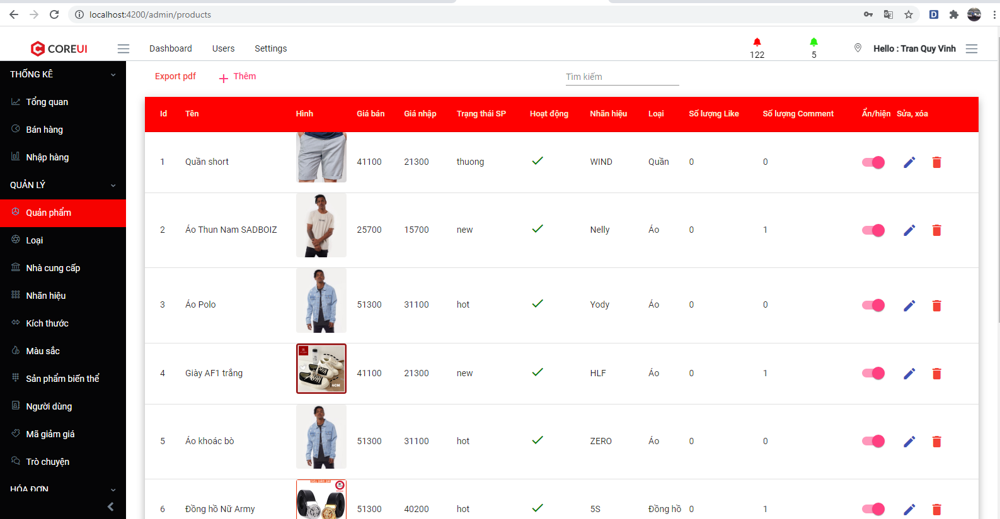 localhost:4200/admin/products
COREUI
Dashboard Users Settings
122
5
Hello : Tran Quy Vinh
THỐNG KÊ
Tổng quan
Bán hàng
Nhập hàng
QUẢN LÝ
Quản phẩm
Loại
Nhà cung cấp
Nhãn hiệu
Kích thước
Màu sắc
Sản phẩm biến thể
Người dùng
Mã giảm giá
Trò chuyện
HÓA ĐƠN
Export pdf Thêm
Tìm kiếm
Id Tên Hình Giá bán Giá nhập Trạng thái SP Hoạt động Nhãn hiệu Loại Số lượng Like Số lượng Comment Ẩn/hiện Sửa, xóa
1 Quần short 41100 21300 thuong WIND Quần 0 0
2 Áo Thun Nam SADBOIZ 25700 15700 new Nelly Áo 0 1
3 Áo Polo 51300 31100 hot Yody Áo 0 0
4 Giày AF1 trắng 41100 21300 new HLF Áo 0 1
5 Áo khoác bò 51300 31100 hot ZERO Áo 0 0
6 Đồng hồ Nữ Army 51300 40200 hot 5S Đồng hồ 0 1